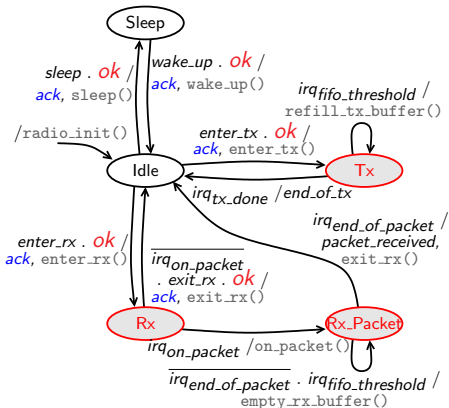 Sleep
sleep . ok /
ack, sleep()
wake_up . ok /
ack, wake_up()
irq_fifo_threshold /
refill_tx_buffer()
/radio_init()
enter_tx . ok /
ack, enter_tx()
Idle
Tx
irq_tx_done /end_of_tx
irq_end_of_packet /
packet_received,
exit_rx()
enter_rx . ok /
ack, enter_rx()
irq_on_packet
. exit_rx . ok /
ack, exit_rx()
Rx
Rx_Packet
irq_on_packet /on_packet()
irq_end_of_packet . irq_fifo_threshold /
empty_rx_buffer()